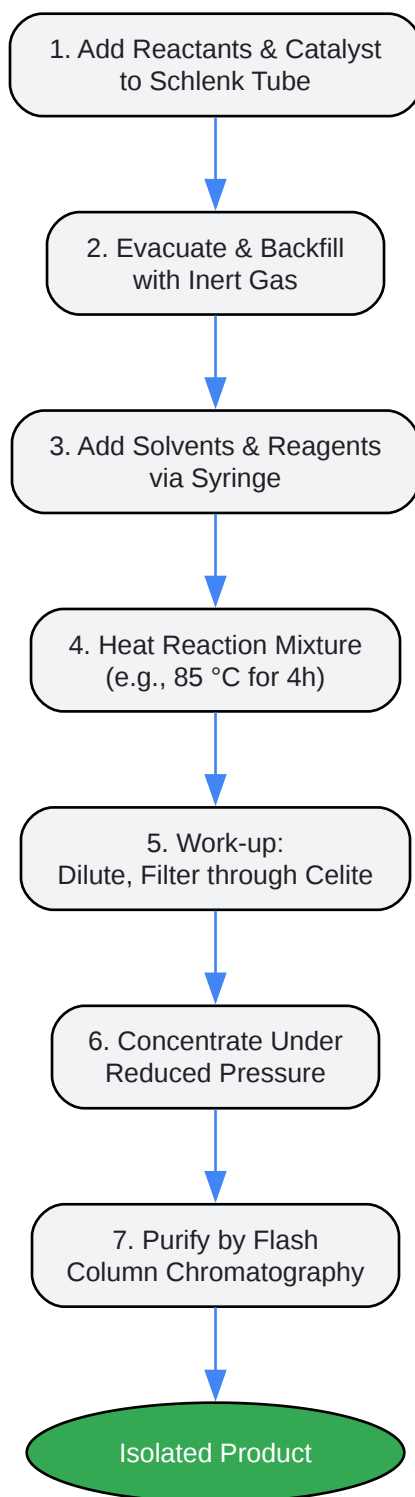 1. Add Reactants & Catalyst
to Schlenk Tube
2. Evacuate & Backfill
with Inert Gas
3. Add Solvents & Reagents
via Syringe
4. Heat Reaction Mixture
(e.g., 85 °C for 4h)
5. Work-up:
Dilute, Filter through Celite
6. Concentrate Under
Reduced Pressure
7. Purify by Flash
Column Chromatography
Isolated Product